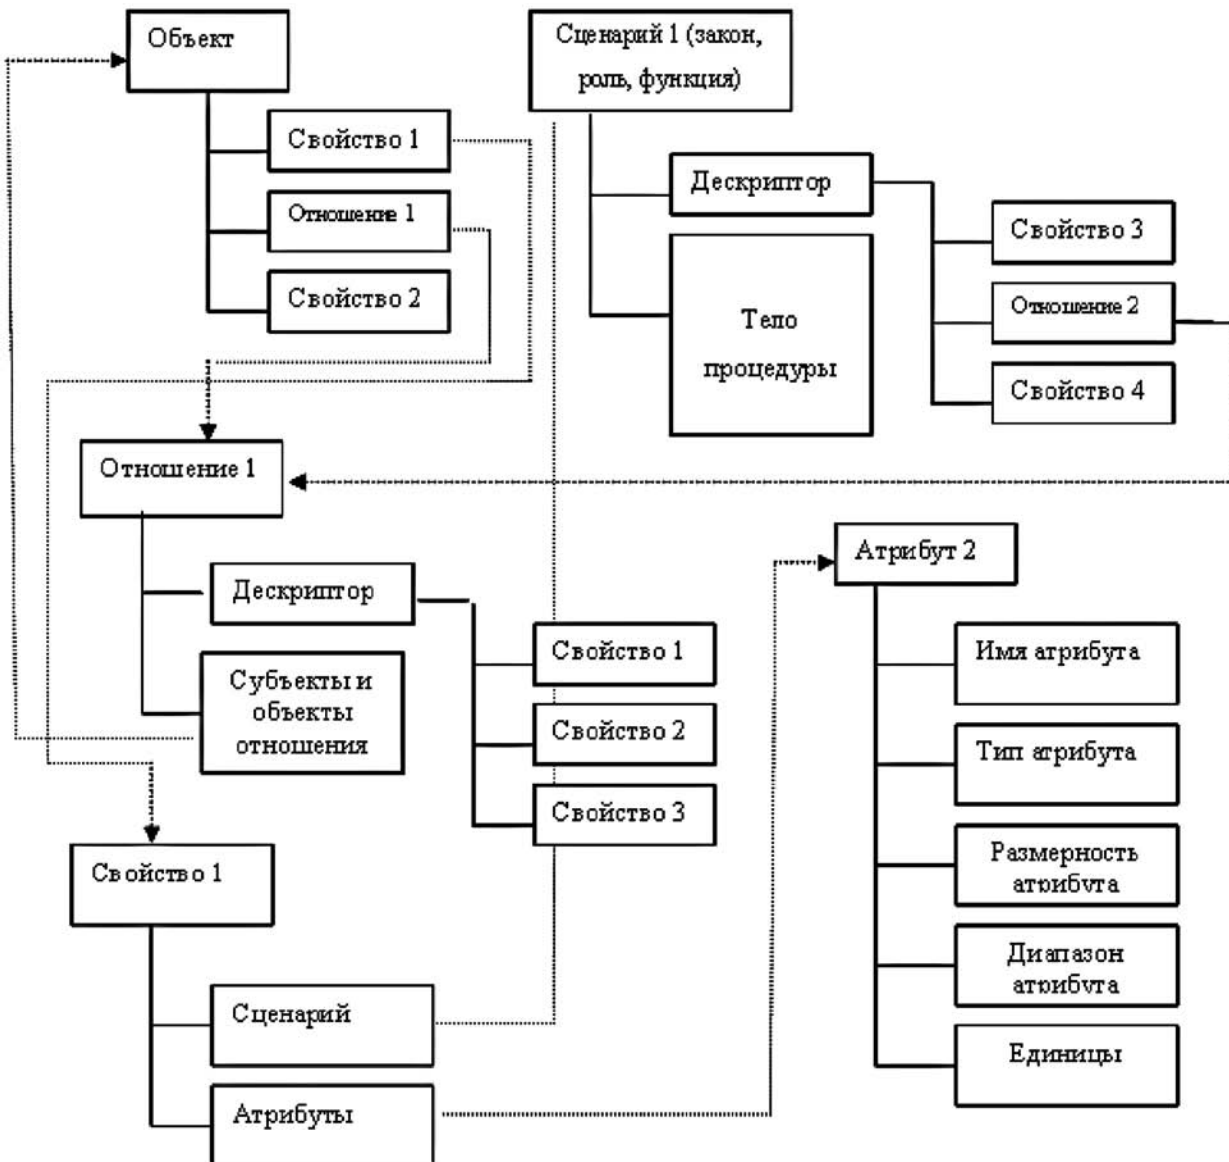 Объект
Свойство 1
Отношение 1
Свойство 2
Сценарий 1 (закон,
роль, функция)
Дескриптор
Тело
процедуры
Свойство 3
Отношение 2
Свойство 4
Отношение 1
Дескриптор
Субъекты и
объекты
отношения
Свойство 1
Свойство 2
Свойство 3
Свойство 1
Сценарий
Атрибуты
Атрибут 2
Имя атрибута
Тип атрибута
Размерность
атрибута
Диапазон
атрибута
Единицы